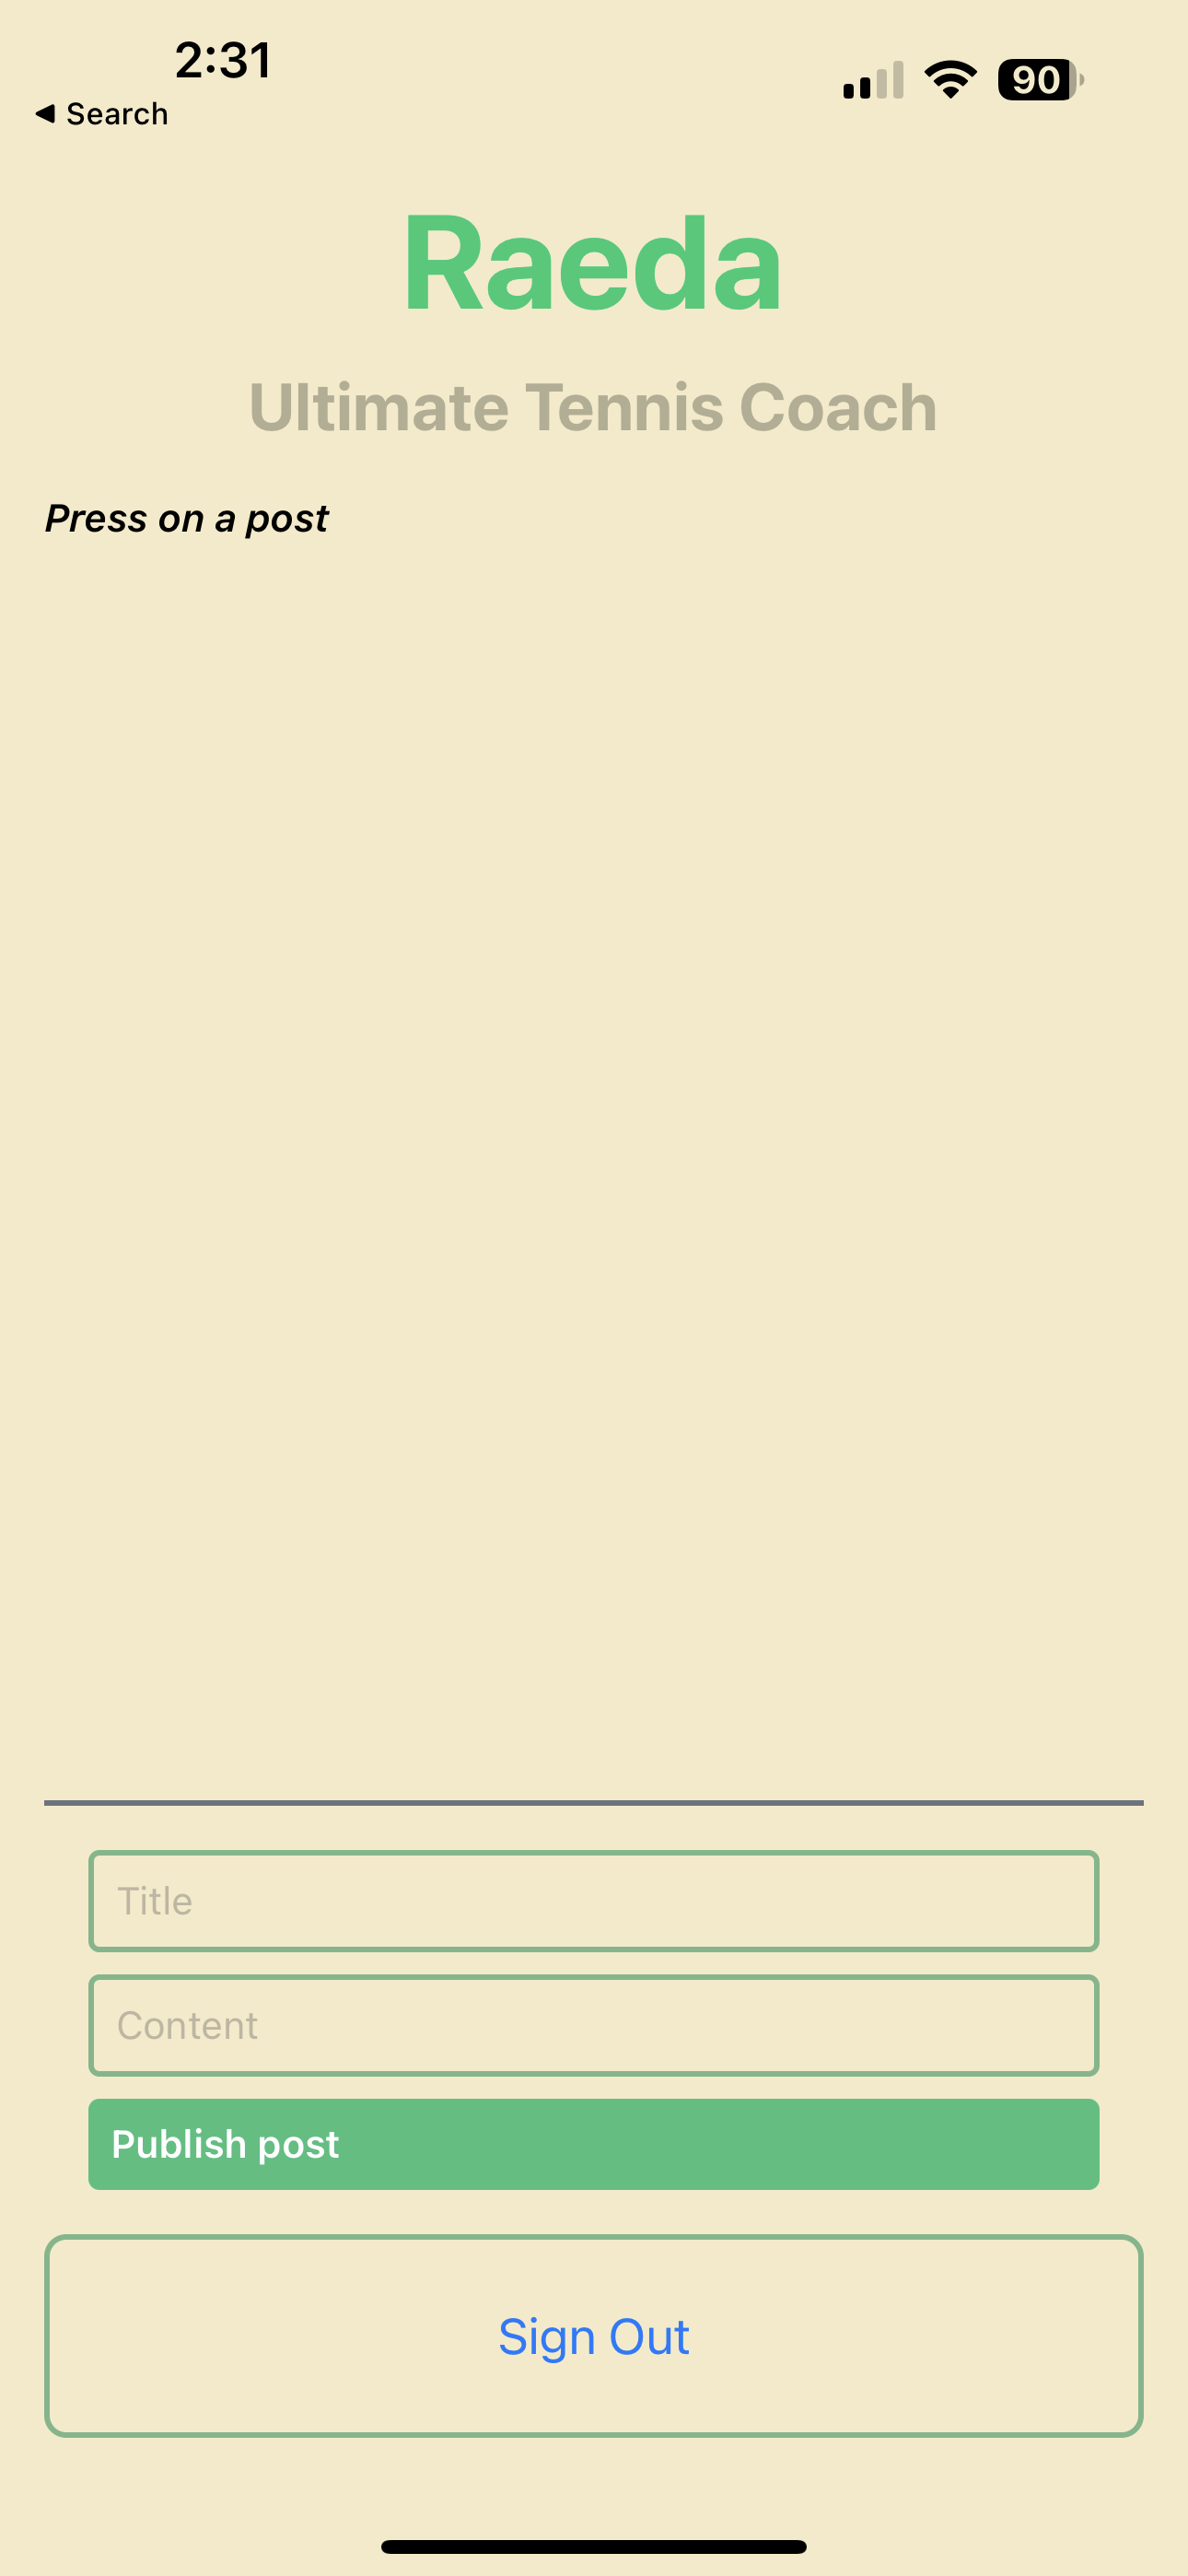 2:31
90
◀ Search
Raeda
Ultimate Tennis Coach
Press on a post
Title
Content
Publish post
Sign Out